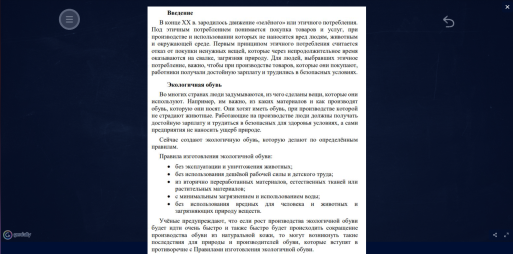 Введение
В конце XX в. зародилось движение «зелёного» или этичного потребления.
Под этичным потреблением понимается покупка товаров и услуг, при
производстве и использовании которых не наносится вред людям, животным
и окружающей среде. Первым принципом этичного потребления считается
отказ от покупки ненужных вещей, которые через непродолжительное время
оказываются на свалке, загрязняя природу. Для людей, выбравших этичное
потребление, важно, чтобы при производстве товаров, которые они покупают,
работники получали достойную зарплату и трудились в безопасных условиях.
Экологичная обувь
Во многих странах люди задумываются, из чего сделаны вещи, которые они
используют. Например, им важно, из каких материалов и как производят
обувь, которую они носят. Они хотят иметь обувь, при производстве которой
не страдают животные. Работающие на производстве люди должны получать
достойную зарплату и трудиться в безопасных для здоровья условиях, а сами
предприятия не наносить ущерб природе.
Сейчас создают экологичную обувь, которую делают по определённым
правилам.
Правила изготовления экологичной обуви:
• без эксплуатации и уничтожения животных;
• без использования дешёвой рабочей силы и детского труда;
• из вторично переработанных материалов, естественных тканей или
растительных материалов;
• с минимальным загрязнением и использованием воды;
• без использования вредных для человека и животных и
загрязняющих природу веществ.
Учёные предупреждают, что если рост производства экологичной обуви
будет идти очень быстро и также быстро будет происходить сокращение
производства обуви из натуральной кожи, то могут возникнуть такие
последствия для природы и производителей обуви, которые вступят в
противоречие с Правилами изготовления экологичной обуви.